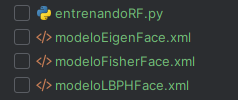 entrenandoRF.py
</> modeloEigenFace.xml
</> modeloFisherFace.xml
</> modeloLBPHFace.xml